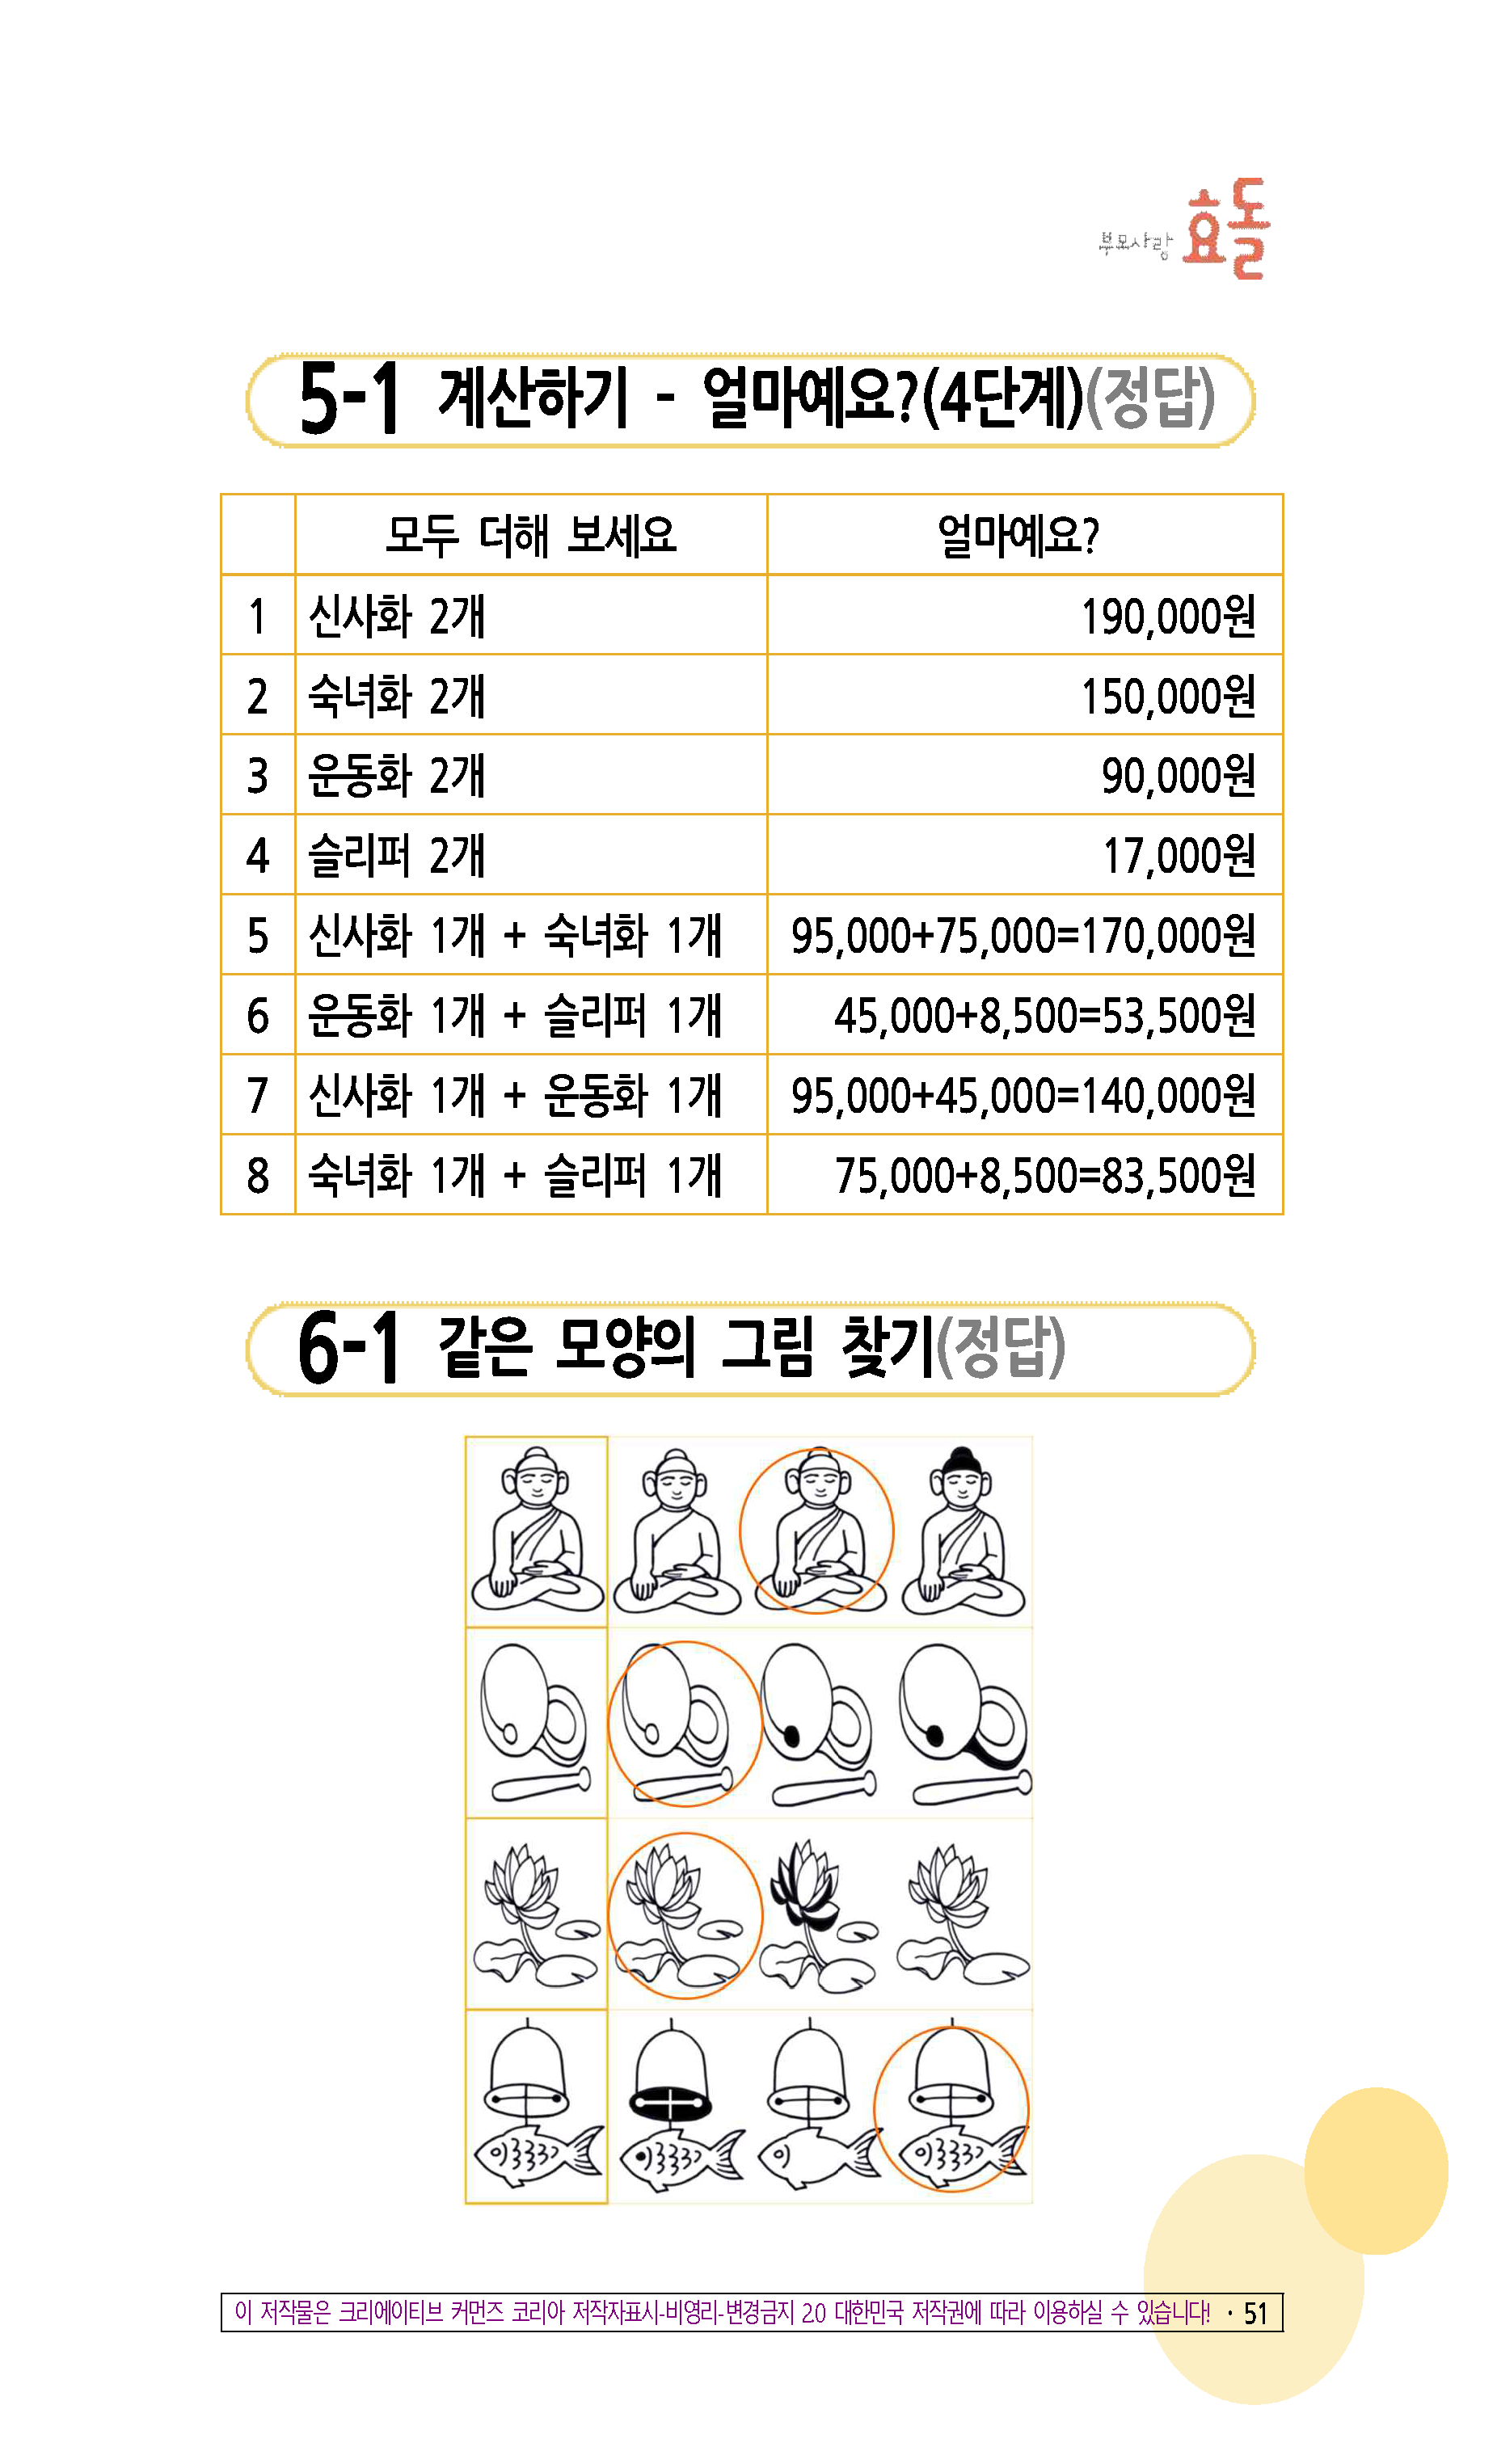 부모사랑 효돌
5-1 계산하기 - 얼마예요?(4단계)(정답)
모두 더해 보세요 얼마예요?
1 신사화 2개 190,000원
2 숙녀화 2개 150,000원
3 운동화 2개 90,000원
4 슬리퍼 2개 17,000원
5 신사화 1개 + 숙녀화 1개 95,000+75,000=170,000원
6 운동화 1개 + 슬리퍼 1개 45,000+8,500=53,500원
7 신사화 1개 + 운동화 1개 95,000+45,000=140,000원
8 숙녀화 1개 + 슬리퍼 1개 75,000+8,500=83,500원
6-1 같은 모양의 그림 찾기(정답)
이 저작물은 크리에이티브 커먼즈 코리아 저작자표시-비영리-변경금지 2.0 대한민국 저작권에 따라 이용하실 수 있습니다! · 51